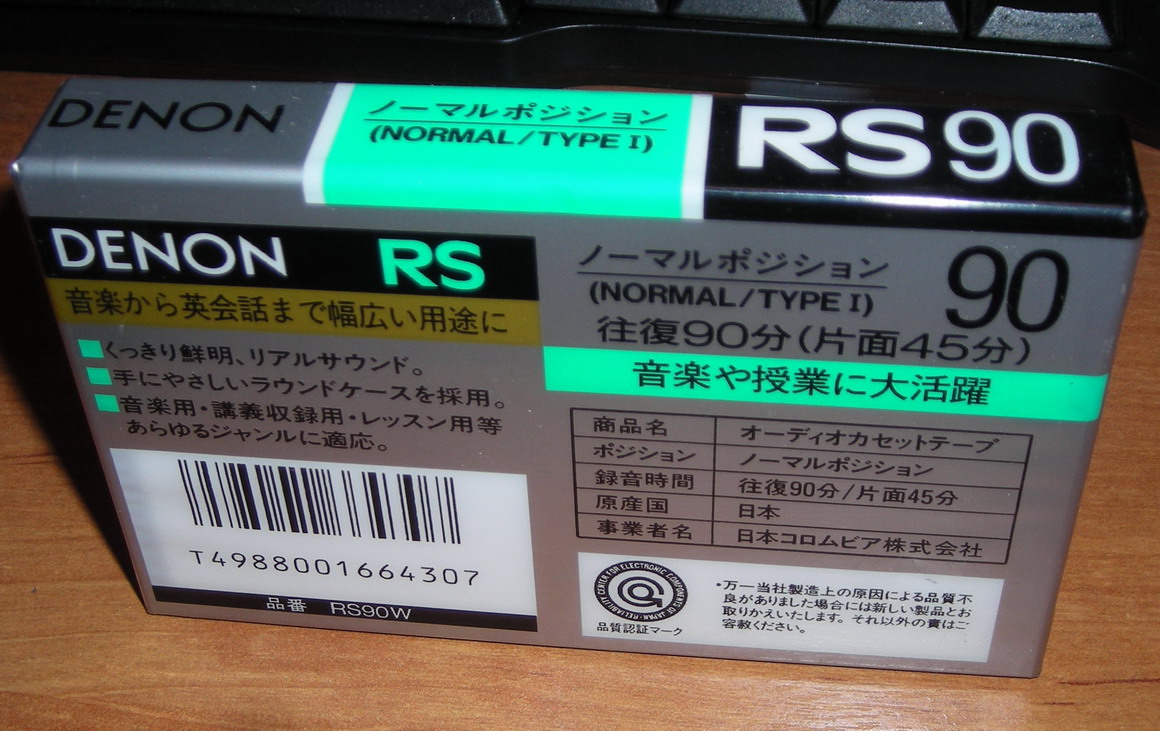 DENON
ノーマルポジション
(NORMAL/TYPE I)
RS90
DENON RS
音楽から英会話まで幅広い用途に
くっきり鮮明、リアルサウンド。
手にやさしいラウンドケースを採用。
音楽用・講義収録用・レッスン用等
あらゆるジャンルに適応。
T4988001664307
品番 RS90W
ノーマルポジション
(NORMAL/TYPE I)
90
往復90分(片面45分)
音楽や授業に大活躍
商品名 オーディオカセットテープ
ポジション ノーマルポジション
録音時間 往復90分/片面45分
原産国 日本
事業者名 日本コロムビア株式会社
RELIABILITY CENTER FOR ELECTRONIC COMPONENTS OF JAPAN
品質認証マーク
・万一当社製造上の原因による品質不
良がありました場合には新しい製品とお
取りかえいたします。それ以外の責はご
容赦ください。